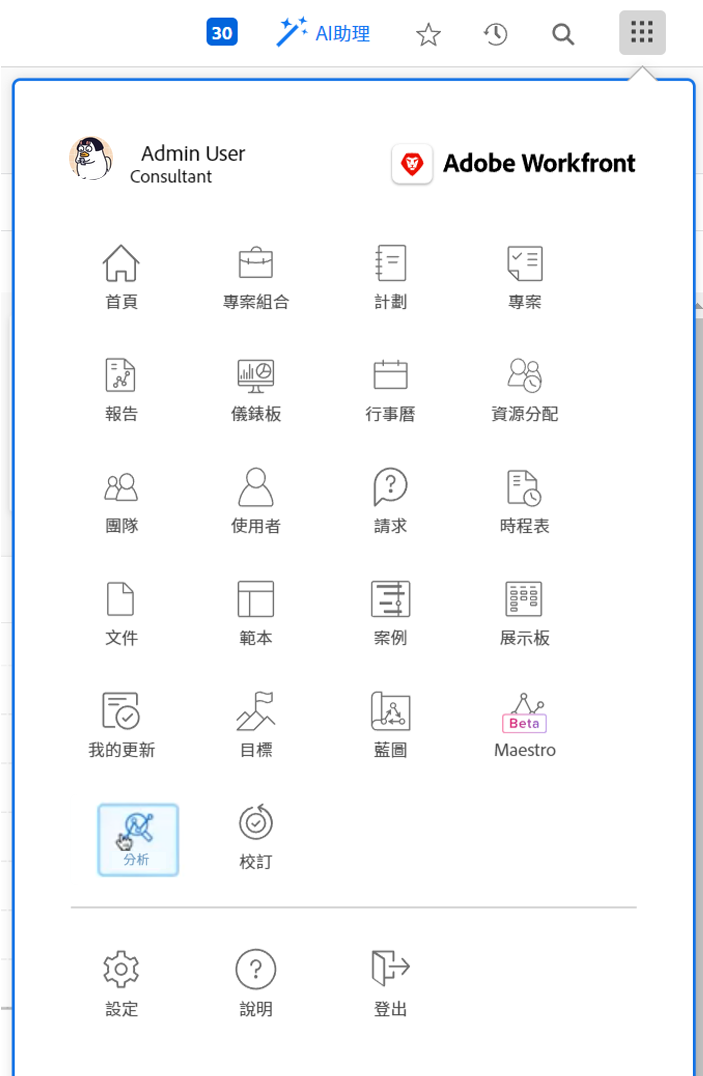 30 AI助理
Admin User
Consultant
Adobe Workfront
首頁 專案組合 計劃 專案
報告 儀錶板 行事曆 資源分配
團隊 使用者 請求 時程表
文件 範本 案例 展示板
Beta
我的更新 目標 藍圖 Maestro
分析 校訂
設定 說明 登出